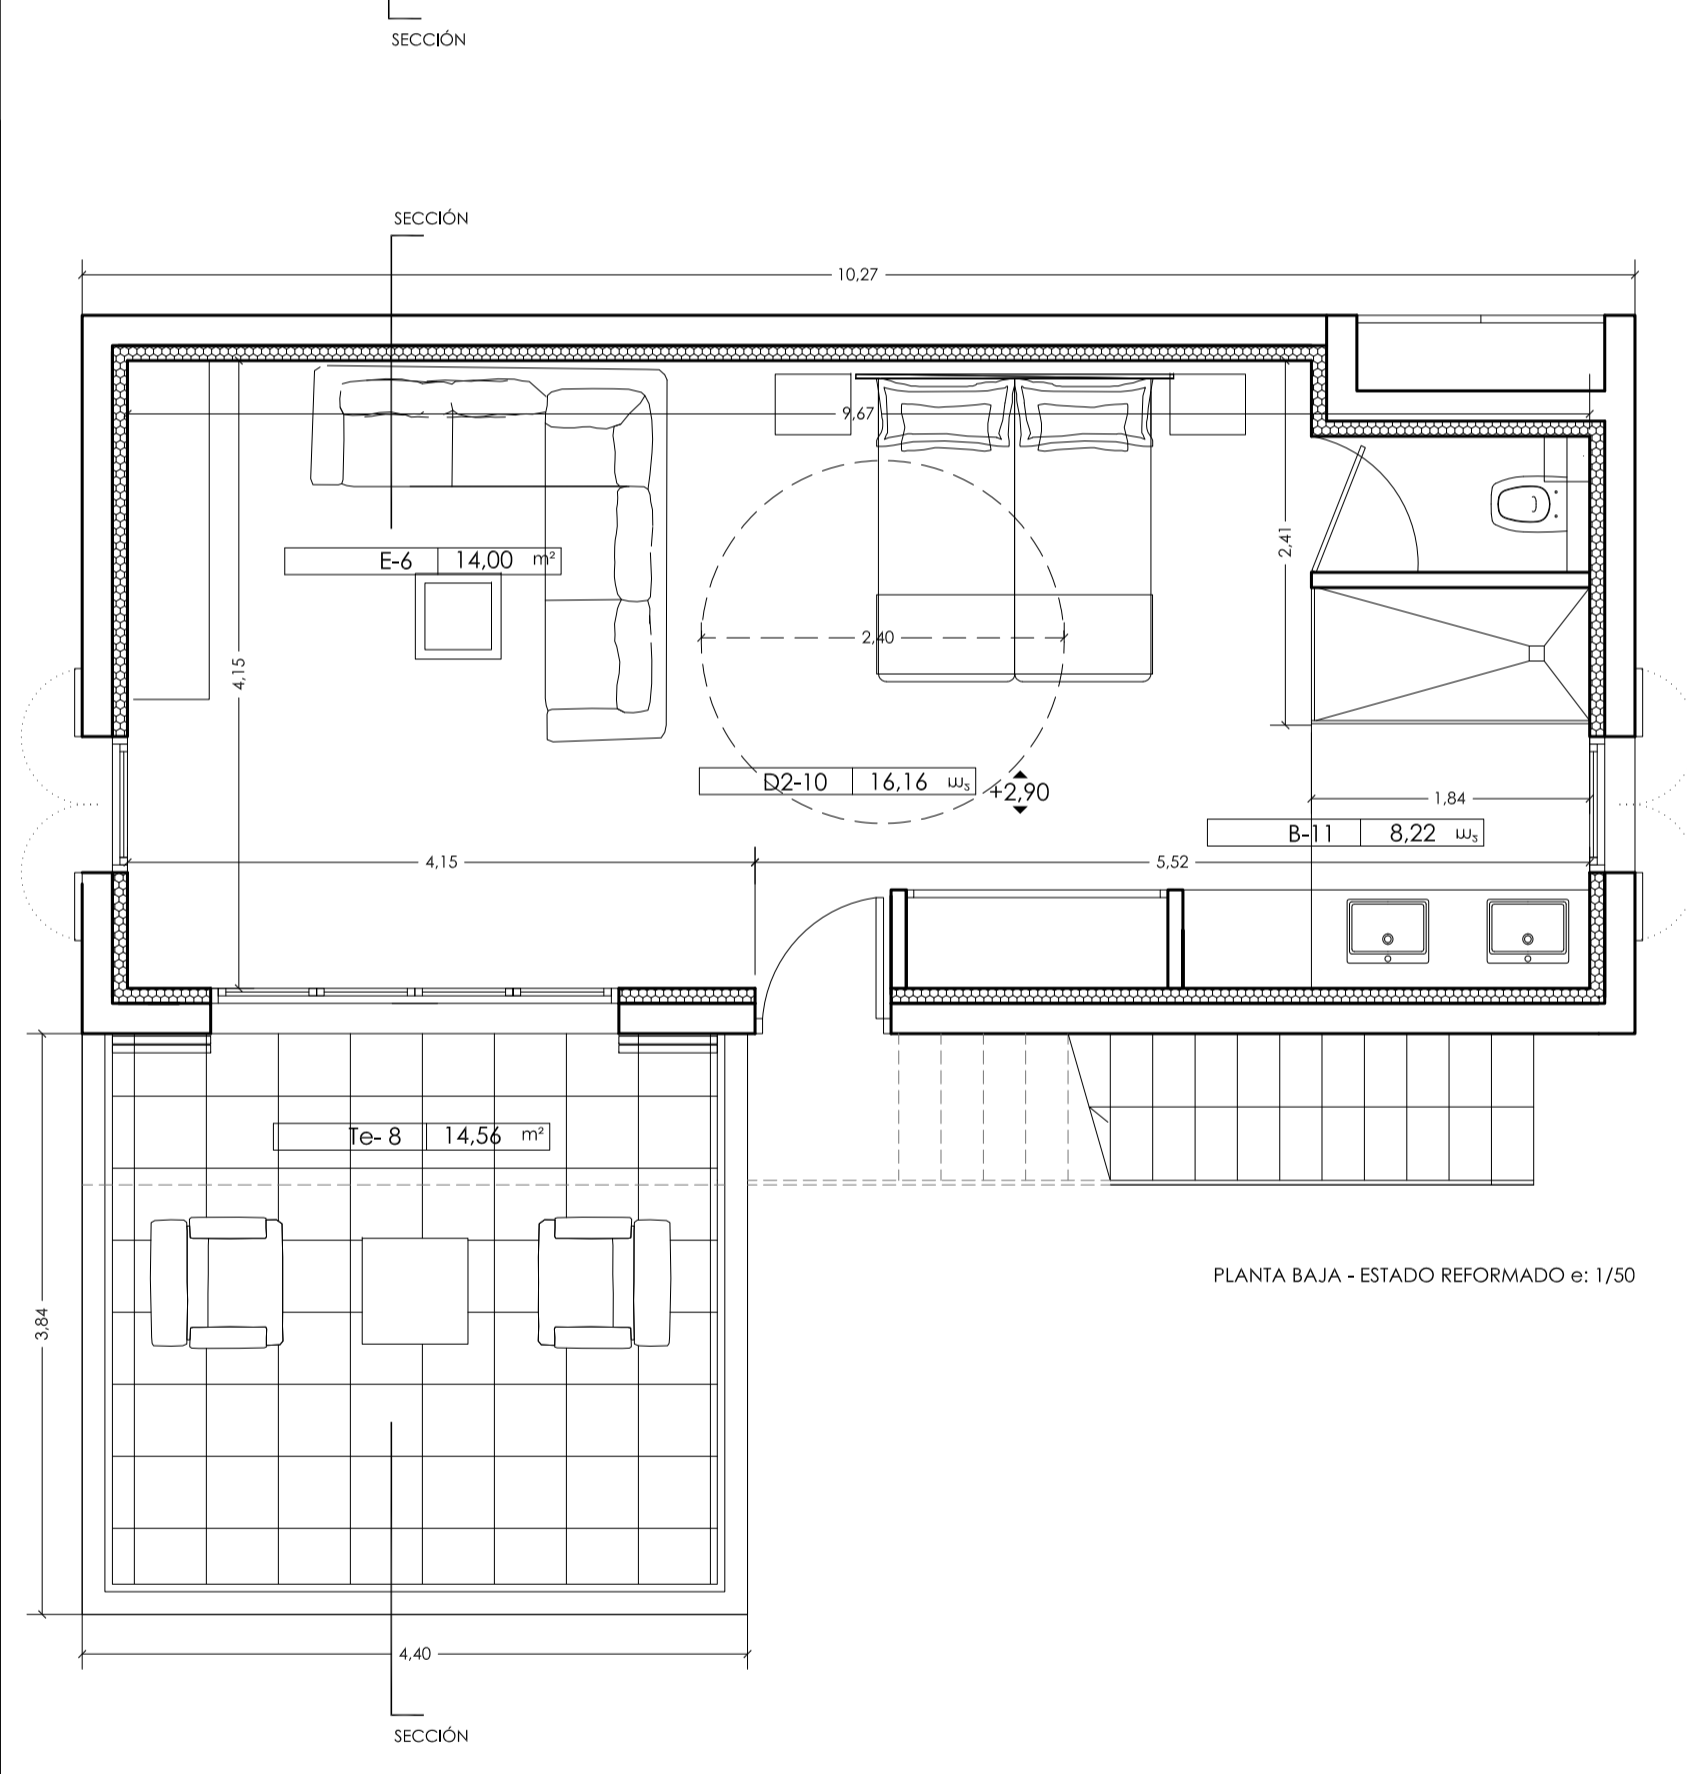 SECCIÓN
SECCIÓN
10,27
9,67
2,41
E-6 14,00 m²
2,40
4,15
D2-10 16,16 m²
+2,90
1,84
B-11 8,22 m²
4,15
5,52
Te- 8 14,56 m²
PLANTA BAJA - ESTADO REFORMADO e: 1/50
3,84
4,40
SECCIÓN